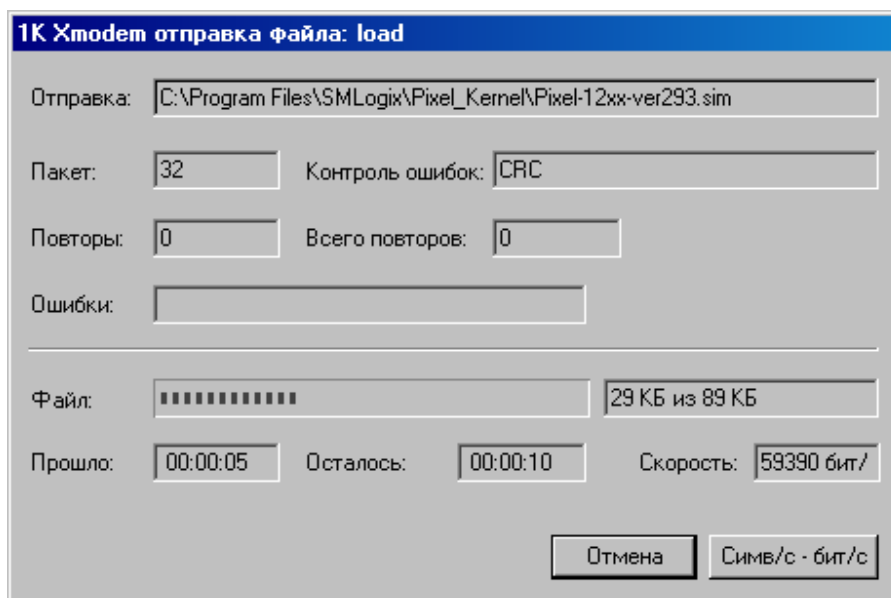 1K Xmodem отправка файла: load
Отправка: C:\Program Files\SMLogix\Pixel_Kernel\Pixel-12xx-ver293.sim
Пакет: 32 Контроль ошибок: CRC
Повторы: 0 Всего повторов: 0
Ошибки:
Файл: 29 КБ из 89 КБ
Прошло: 00:00:05 Осталось: 00:00:10 Скорость: 59390 бит/
Отмена Симв/с - бит/с